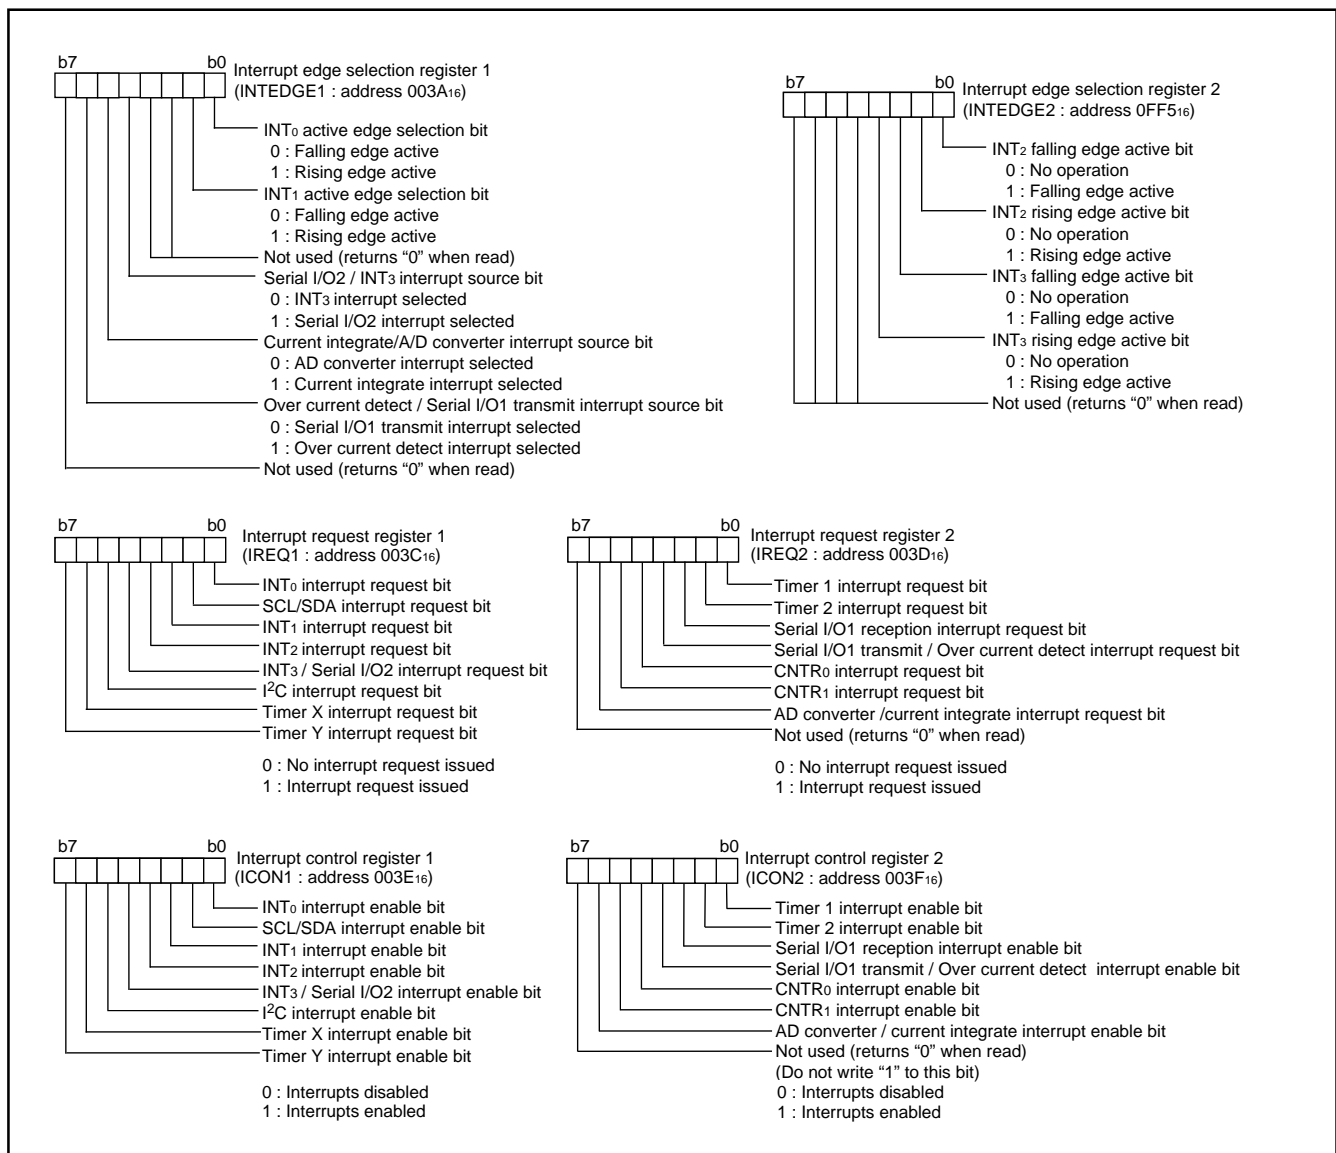 b7 b0
Interrupt edge selection register 1
(INTEDGE1 : address 003A16)
INT0 active edge selection bit
0 : Falling edge active
1 : Rising edge active
INT1 active edge selection bit
0 : Falling edge active
1 : Rising edge active
Not used (returns “0” when read)
Serial I/O2 / INT3 interrupt source bit
0 : INT3 interrupt selected
1 : Serial I/O2 interrupt selected
Current integrate/A/D converter interrupt source bit
0 : AD converter interrupt selected
1 : Current integrate interrupt selected
Over current detect / Serial I/O1 transmit interrupt source bit
0 : Serial I/O1 transmit interrupt selected
1 : Over current detect interrupt selected
Not used (returns “0” when read)
b7 b0
Interrupt edge selection register 2
(INTEDGE2 : address 0FF516)
INT2 falling edge active bit
0 : No operation
1 : Falling edge active
INT2 rising edge active bit
0 : No operation
1 : Rising edge active
INT3 falling edge active bit
0 : No operation
1 : Falling edge active
INT3 rising edge active bit
0 : No operation
1 : Rising edge active
Not used (returns “0” when read)
b7 b0
Interrupt request register 1
(IREQ1 : address 003C16)
INT0 interrupt request bit
SCL/SDA interrupt request bit
INT1 interrupt request bit
INT2 interrupt request bit
INT3 / Serial I/O2 interrupt request bit
I2C interrupt request bit
Timer X interrupt request bit
Timer Y interrupt request bit
0 : No interrupt request issued
1 : Interrupt request issued
b7 b0
Interrupt request register 2
(IREQ2 : address 003D16)
Timer 1 interrupt request bit
Timer 2 interrupt request bit
Serial I/O1 reception interrupt request bit
Serial I/O1 transmit / Over current detect interrupt request bit
CNTR0 interrupt request bit
CNTR1 interrupt request bit
AD converter /current integrate interrupt request bit
Not used (returns “0” when read)
0 : No interrupt request issued
1 : Interrupt request issued
b7 b0
Interrupt control register 1
(ICON1 : address 003E16)
INT0 interrupt enable bit
SCL/SDA interrupt enable bit
INT1 interrupt enable bit
INT2 interrupt enable bit
INT3 / Serial I/O2 interrupt enable bit
I2C interrupt enable bit
Timer X interrupt enable bit
Timer Y interrupt enable bit
0 : Interrupts disabled
1 : Interrupts enabled
b7 b0
Interrupt control register 2
(ICON2 : address 003F16)
Timer 1 interrupt enable bit
Timer 2 interrupt enable bit
Serial I/O1 reception interrupt enable bit
Serial I/O1 transmit / Over current detect interrupt enable bit
CNTR0 interrupt enable bit
CNTR1 interrupt enable bit
AD converter / current integrate interrupt enable bit
Not used (returns “0” when read)
(Do not write “1” to this bit)
0 : Interrupts disabled
1 : Interrupts enabled